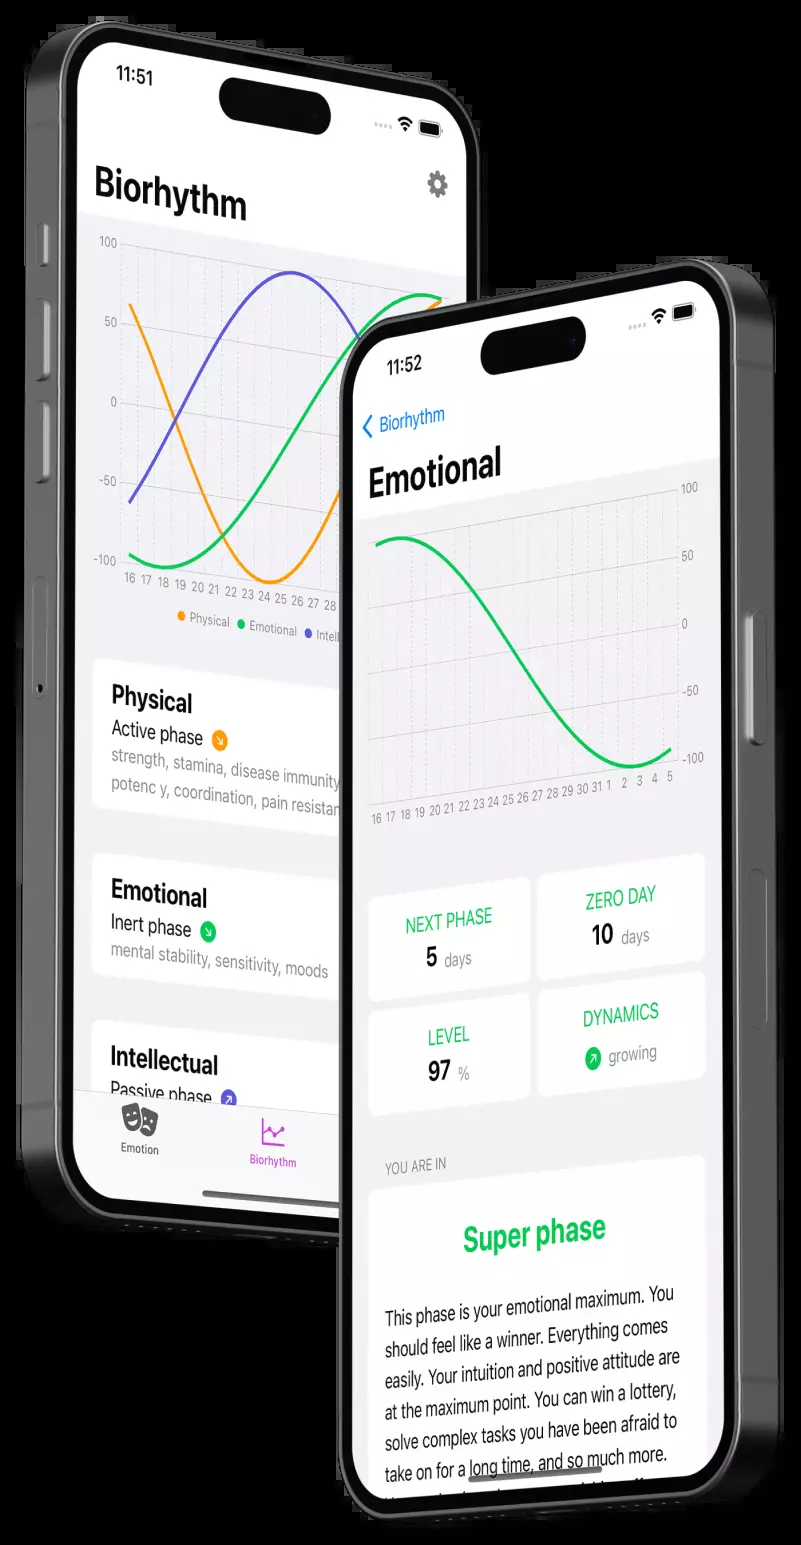 11:51
Biorhythm
100
50
0
-50
-100
16 17 18 19 20 21 22 23 24 25 26 27 28
Physical Emotional Intell
Physical
Active phase
strength, stamina, disease immunity
potenc y, coordination, pain resistan
Emotional
Inert phase
mental stability, sensitivity, moods
Intellectual
Passive phase
Emotion
Biorhythm
11:52
Biorhythm
Emotional
100
50
0
-50
-100
16 17 18 19 20 21 22 23 24 25 26 27 28 29 30 31 1 2 3 4 5
NEXT PHASE
5 days
ZERO DAY
10 days
LEVEL
97 %
DYNAMICS
growing
YOU ARE IN
Super phase
This phase is your emotional maximum. You
should feel like a winner. Everything comes
easily. Your intuition and positive attitude are
at the maximum point. You can win a lottery,
solve complex tasks you have been afraid to
take on for a long time, and so much more.